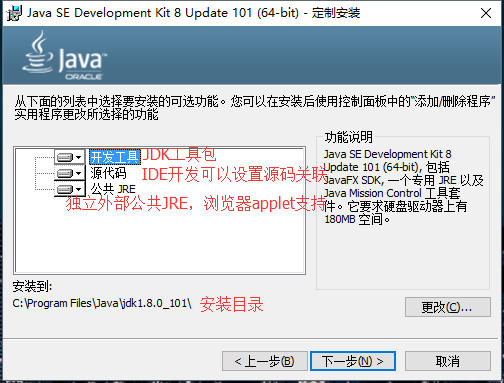 Java SE Development Kit 8 Update 101 (64-bit) - 定制安装
Java
ORACLE
从下面的列表中选择要安装的可选功能。您可以在安装后使用控制面板中的“添加/删除程序”
实用程序更改所选择的功能
开发工具 JDK工具包
源代码 IDE开发可以设置源码关联
公共 JRE
独立外部公共JRE，浏览器applet支持
功能说明
Java SE Development Kit 8
Update 101 (64-bit), 包括
JavaFX SDK, 一个专用 JRE 以及
Java Mission Control 工具套
件。它要求硬盘驱动器上有
180MB 空间。
安装到:
C:\Program Files\Java\jdk1.8.0_101\ 安装目录
更改(C)...
< 上一步(B)
下一步(N) >
取消